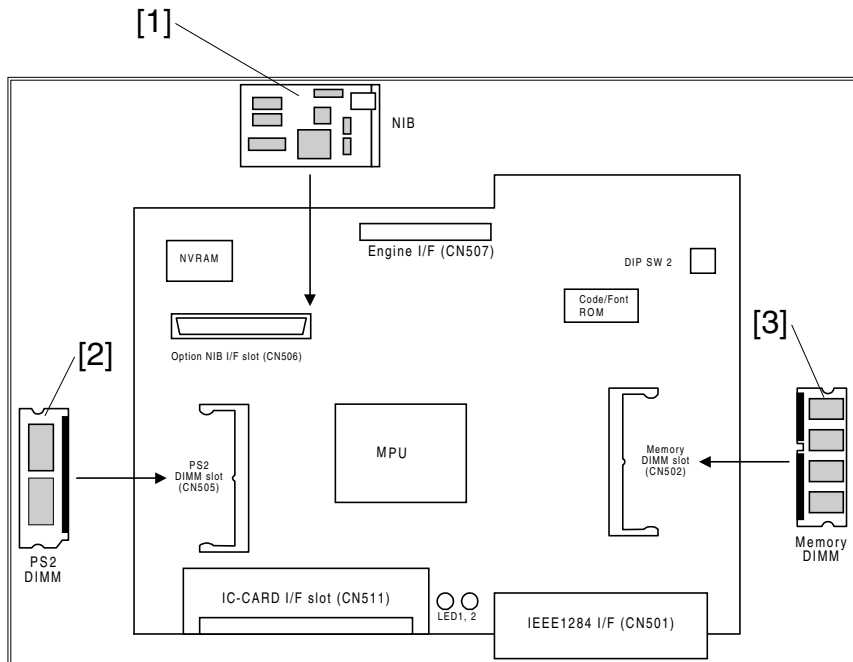 [1]
NIB
Engine I/F (CN507)
NVRAM
DIP SW 2
Code/Font
ROM
[3]
Option NIB I/F slot (CN506)
[2]
MPU
PS2
DIMM slot
(CN505)
Memory
DIMM slot
(CN502)
PS2
DIMM
Memory
DIMM
IC-CARD I/F slot (CN511)
LED1, 2
IEEE1284 I/F (CN501)